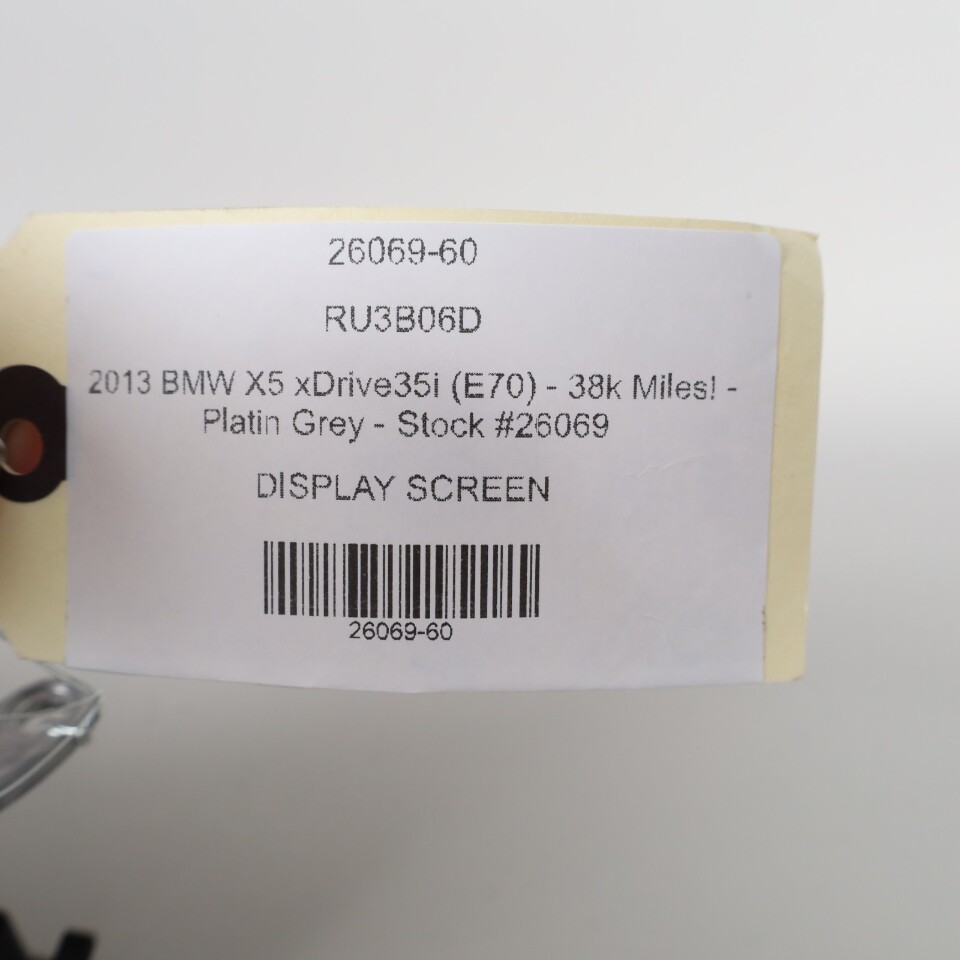 26069-60
RU3B06D
2013 BMW X5 xDrive35i (E70) - 38k Miles! -
Platin Grey - Stock #26069
DISPLAY SCREEN
26069-60